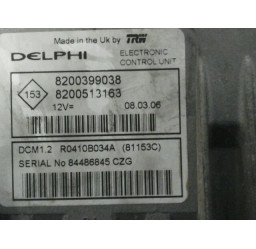 Made in the Uk by TRW
DELPHI ELECTRONIC
CONTROL UNIT
8200399038
153 8200513163
12V= 08.03.06
DCM1.2 R0410B034A (81153C)
SERIAL No 84486845 CZG